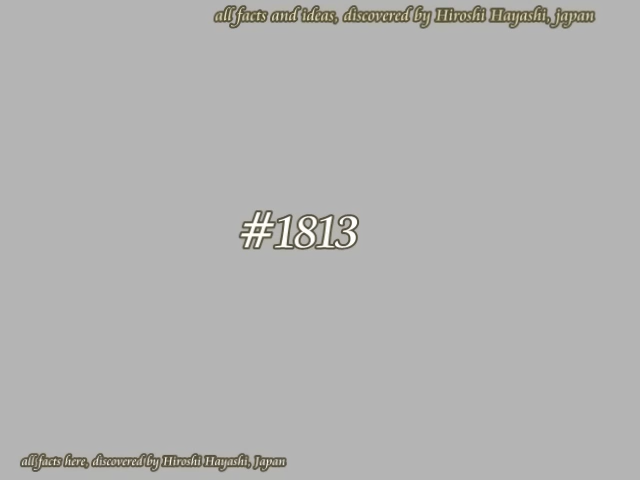 all facts and ideas, discovered by Hiroshi Hayashi, japan
#1813
all facts here, discovered by Hiroshi Hayashi, Japan